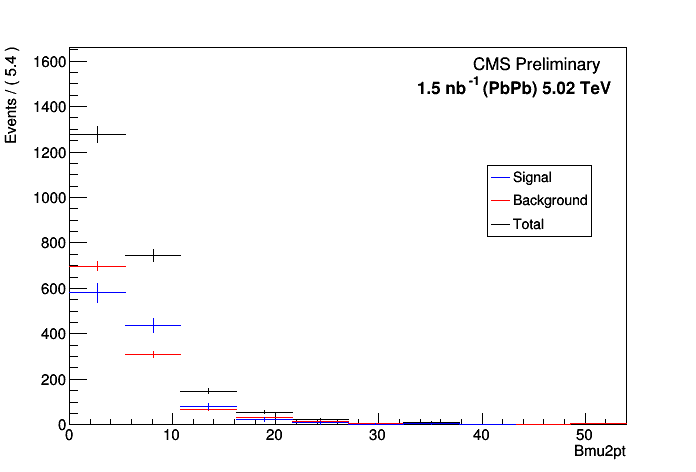 CMS Preliminary
1.5 nb⁻¹ (PbPb) 5.02 TeV
Events / ( 5.4 )
1600
1400
1200
1000
800
600
400
200
0
Signal
Background
Total
0 10 20 30 40 50
Bmu2pt